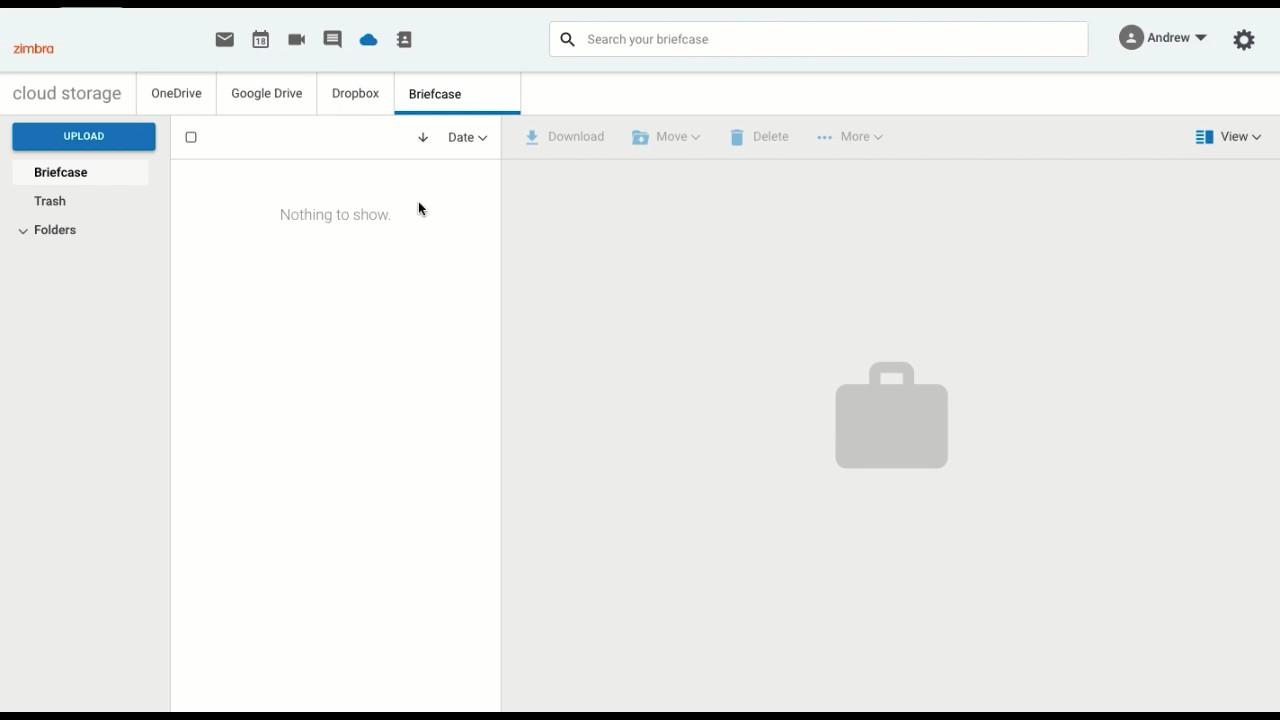 zimbra
18
Search your briefcase
Andrew
cloud storage
OneDrive
Google Drive
Dropbox
Briefcase
UPLOAD
Date
Download
Move
Delete
More
View
Briefcase
Trash
Folders
Nothing to show.